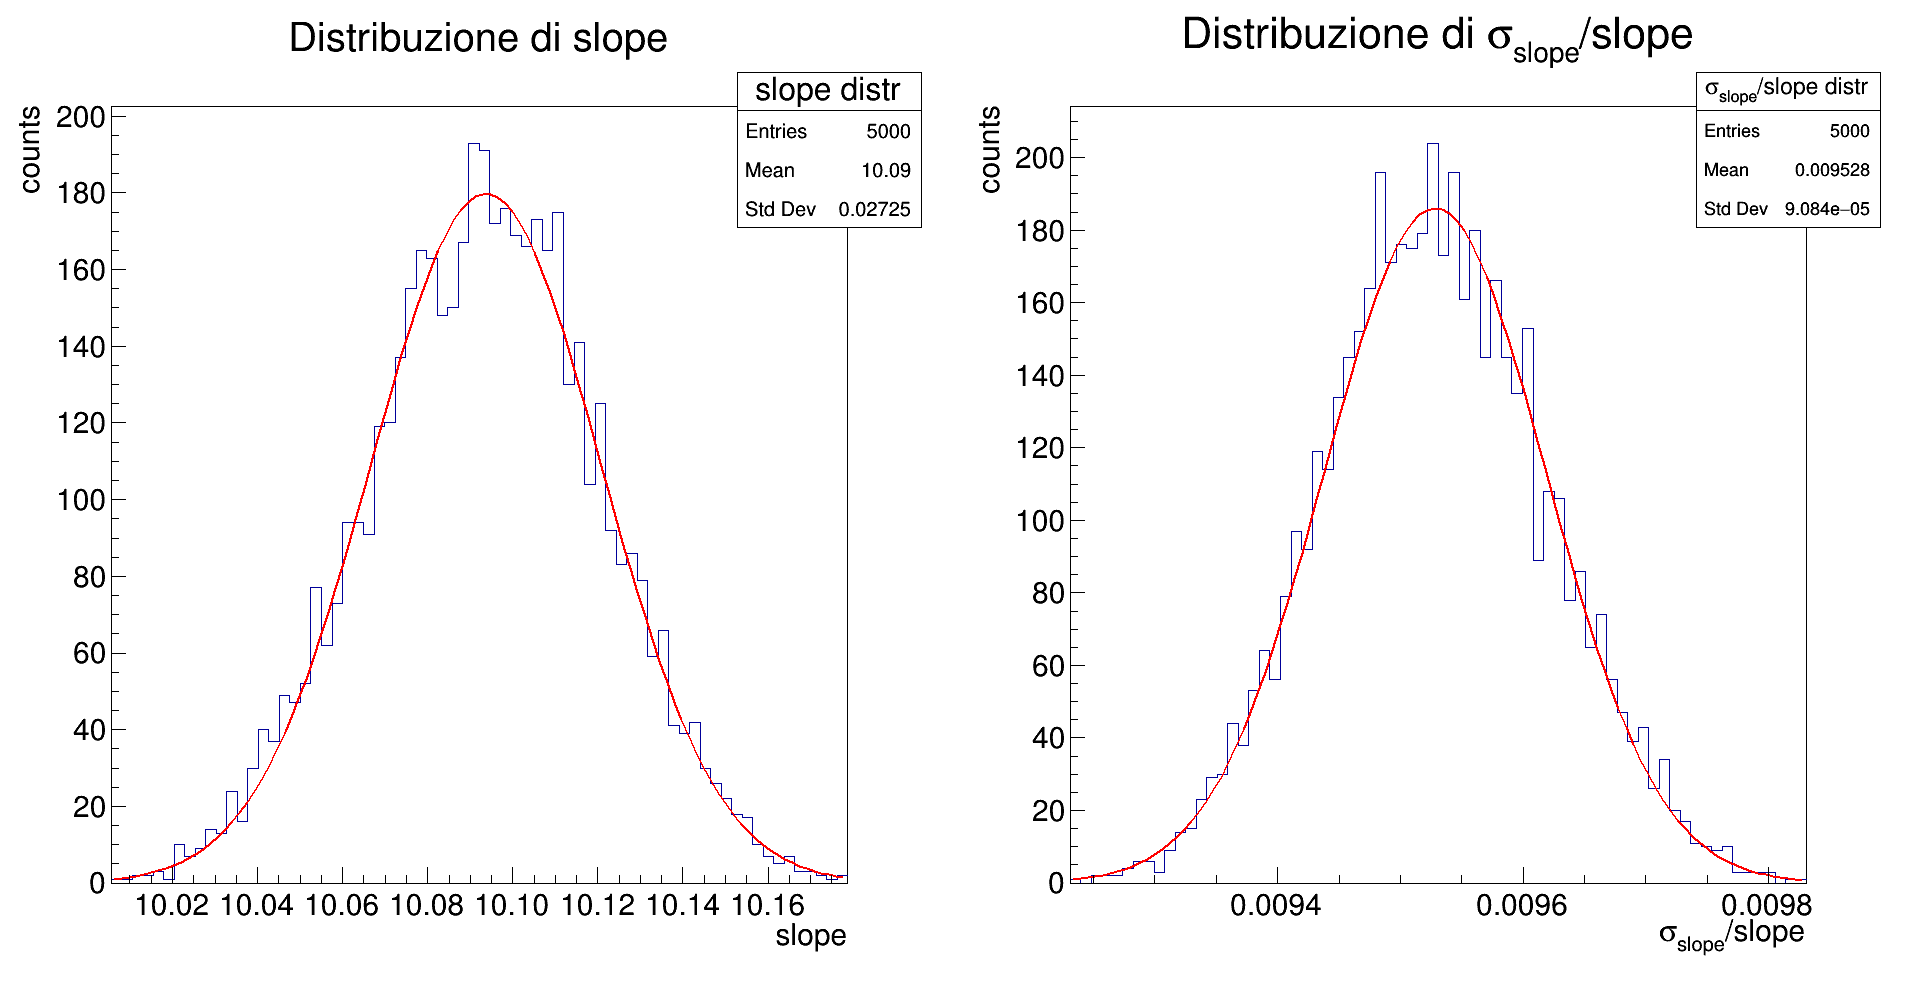 Distribuzione di slope
slope distr
Entries 5000
Mean 10.09
Std Dev 0.02725
counts
200
180
160
140
120
100
80
60
40
20
0
10.02 10.04 10.06 10.08 10.10 10.12 10.14 10.16
slope
Distribuzione di σslope/slope
σslope/slope distr
Entries 5000
Mean 0.009528
Std Dev 9.084e−05
counts
200
180
160
140
120
100
80
60
40
20
0
0.0094 0.0096 0.0098
σslope/slope